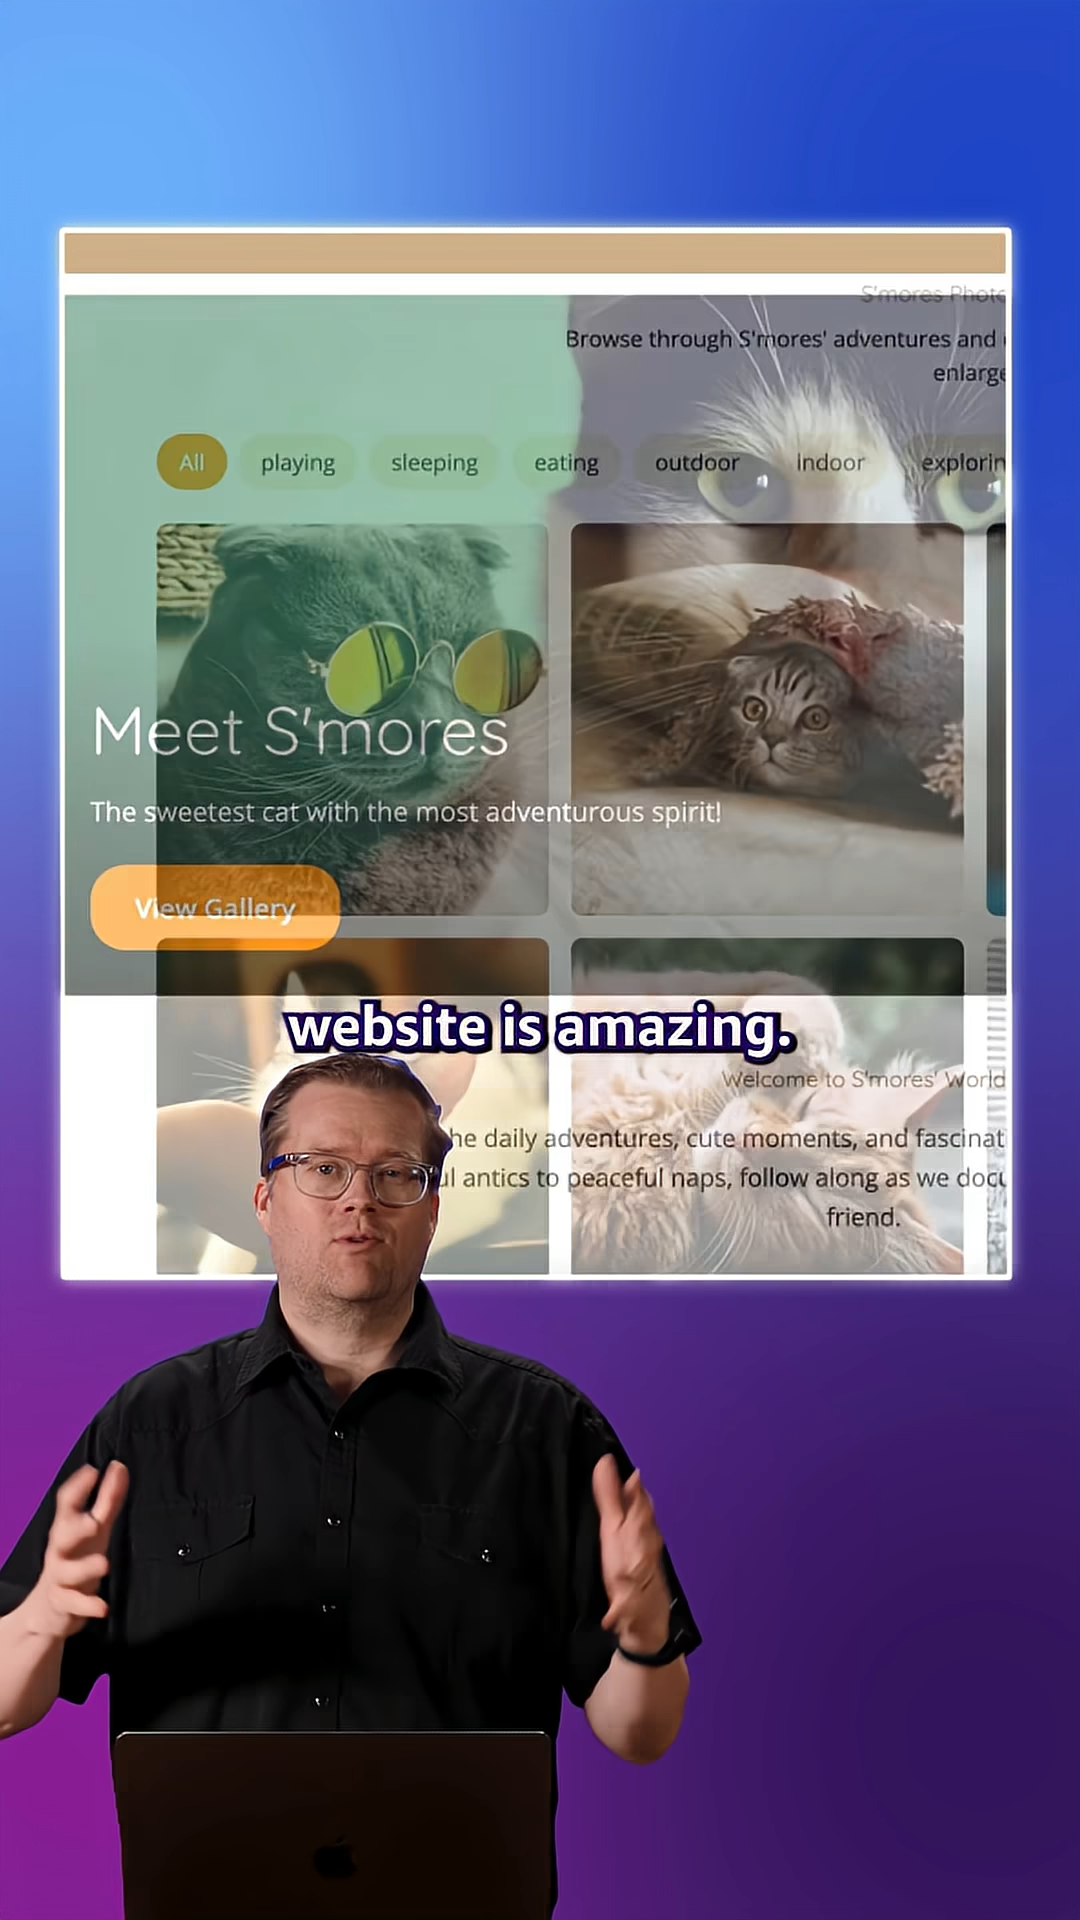 S'mores Photo
Browse through S'mores' adventures and
enlarge
All
playing
sleeping
eating
outdoor
indoor
explorin
Meet S'mores
The sweetest cat with the most adventurous spirit!
View Gallery
website is amazing.
Welcome to S'mores' World
he daily adventures, cute moments, and fascinat
ul antics to peaceful naps, follow along as we docu
friend.